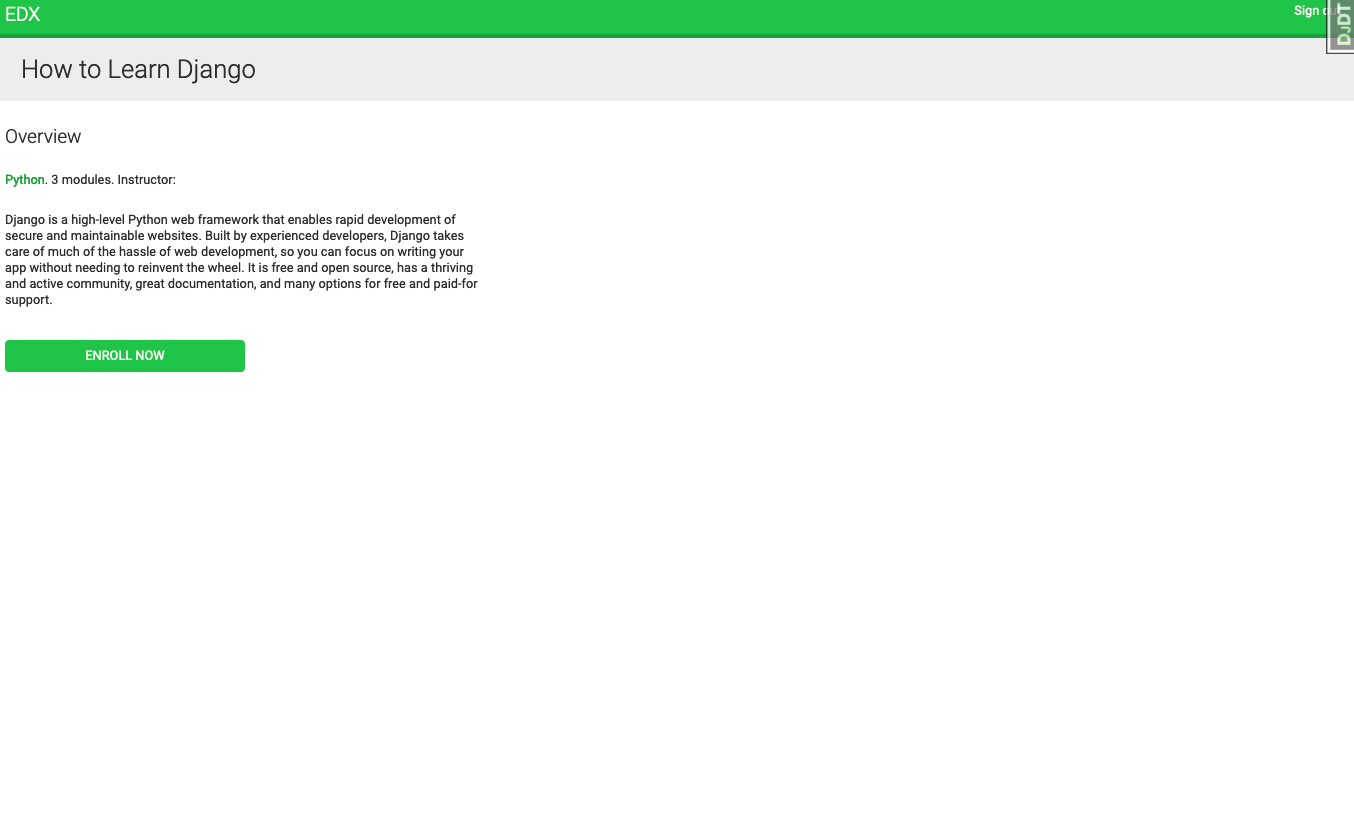 EDX
Sign out
DJDT
How to Learn Django
Overview
Python. 3 modules. Instructor:
Django is a high-level Python web framework that enables rapid development of
secure and maintainable websites. Built by experienced developers, Django takes
care of much of the hassle of web development, so you can focus on writing your
app without needing to reinvent the wheel. It is free and open source, has a thriving
and active community, great documentation, and many options for free and paid-for
support.
ENROLL NOW